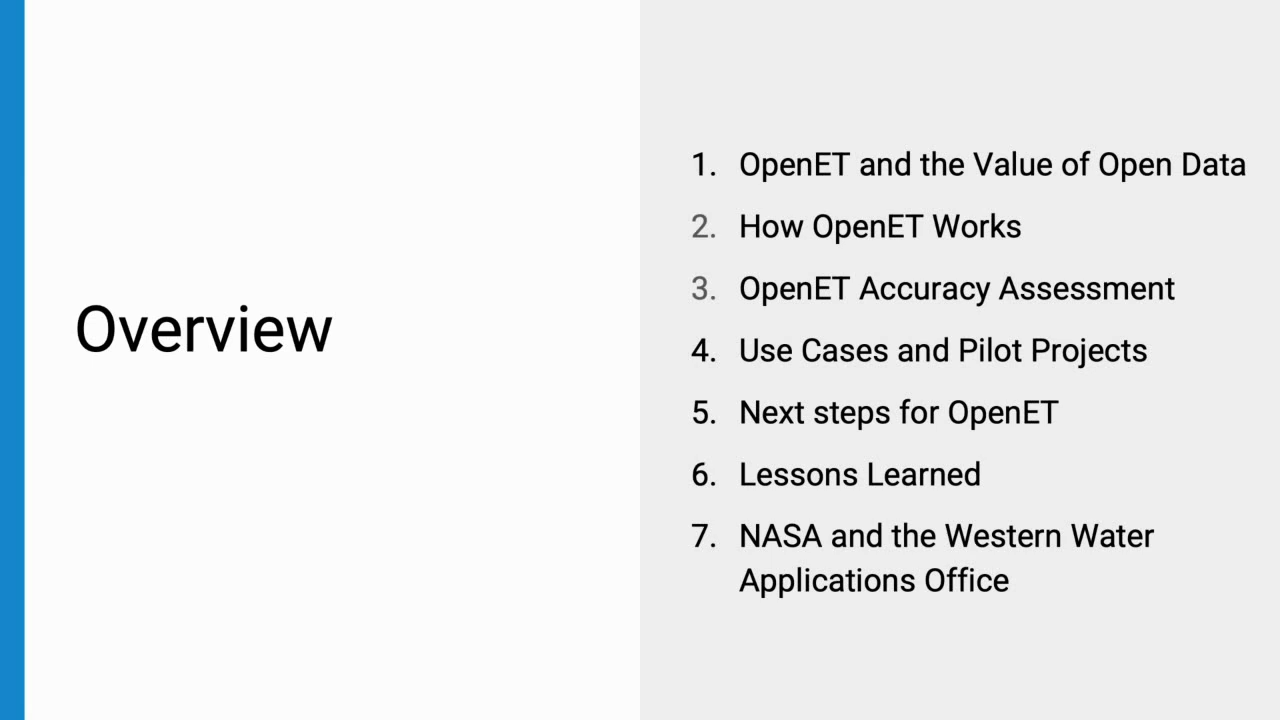 Overview
1. OpenET and the Value of Open Data
2. How OpenET Works
3. OpenET Accuracy Assessment
4. Use Cases and Pilot Projects
5. Next steps for OpenET
6. Lessons Learned
7. NASA and the Western Water
Applications Office